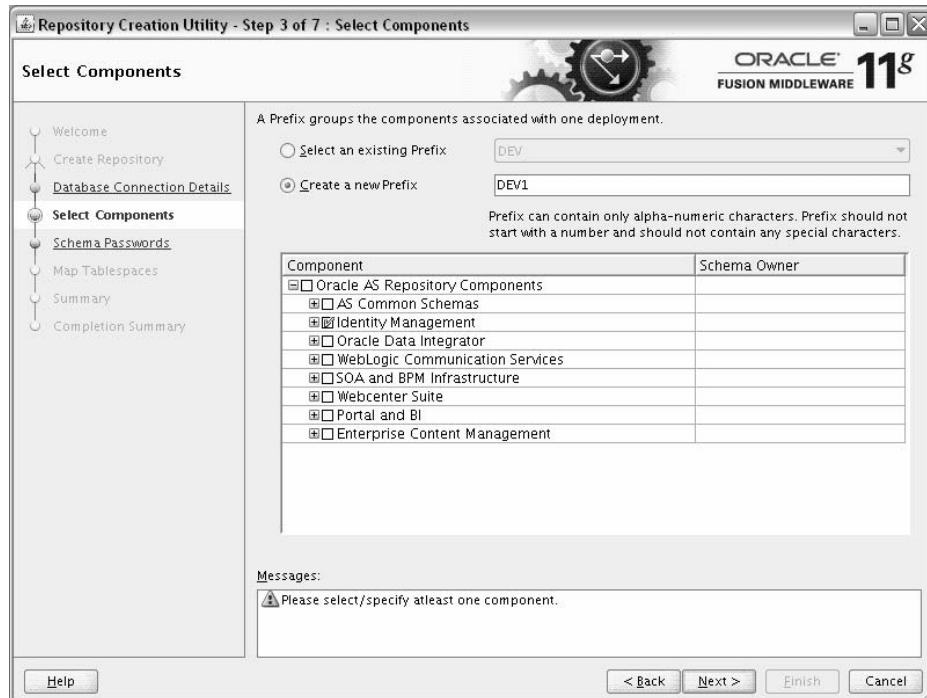 Repository Creation Utility - Step 3 of 7 : Select Components
Select Components
ORACLE
FUSION MIDDLEWARE 11g
Welcome
Create Repository
Database Connection Details
Select Components
Schema Passwords
Map Tablespaces
Summary
Completion Summary
A Prefix groups the components associated with one deployment.
Select an existing Prefix DEV
Create a new Prefix DEV1
Prefix can contain only alpha-numeric characters. Prefix should not
start with a number and should not contain any special characters.
Component Schema Owner
Oracle AS Repository Components
AS Common Schemas
Identity Management
Oracle Data Integrator
WebLogic Communication Services
SOA and BPM Infrastructure
Webcenter Suite
Portal and BI
Enterprise Content Management
Messages:
Please select/specify atleast one component.
Help < Back Next > Finish Cancel